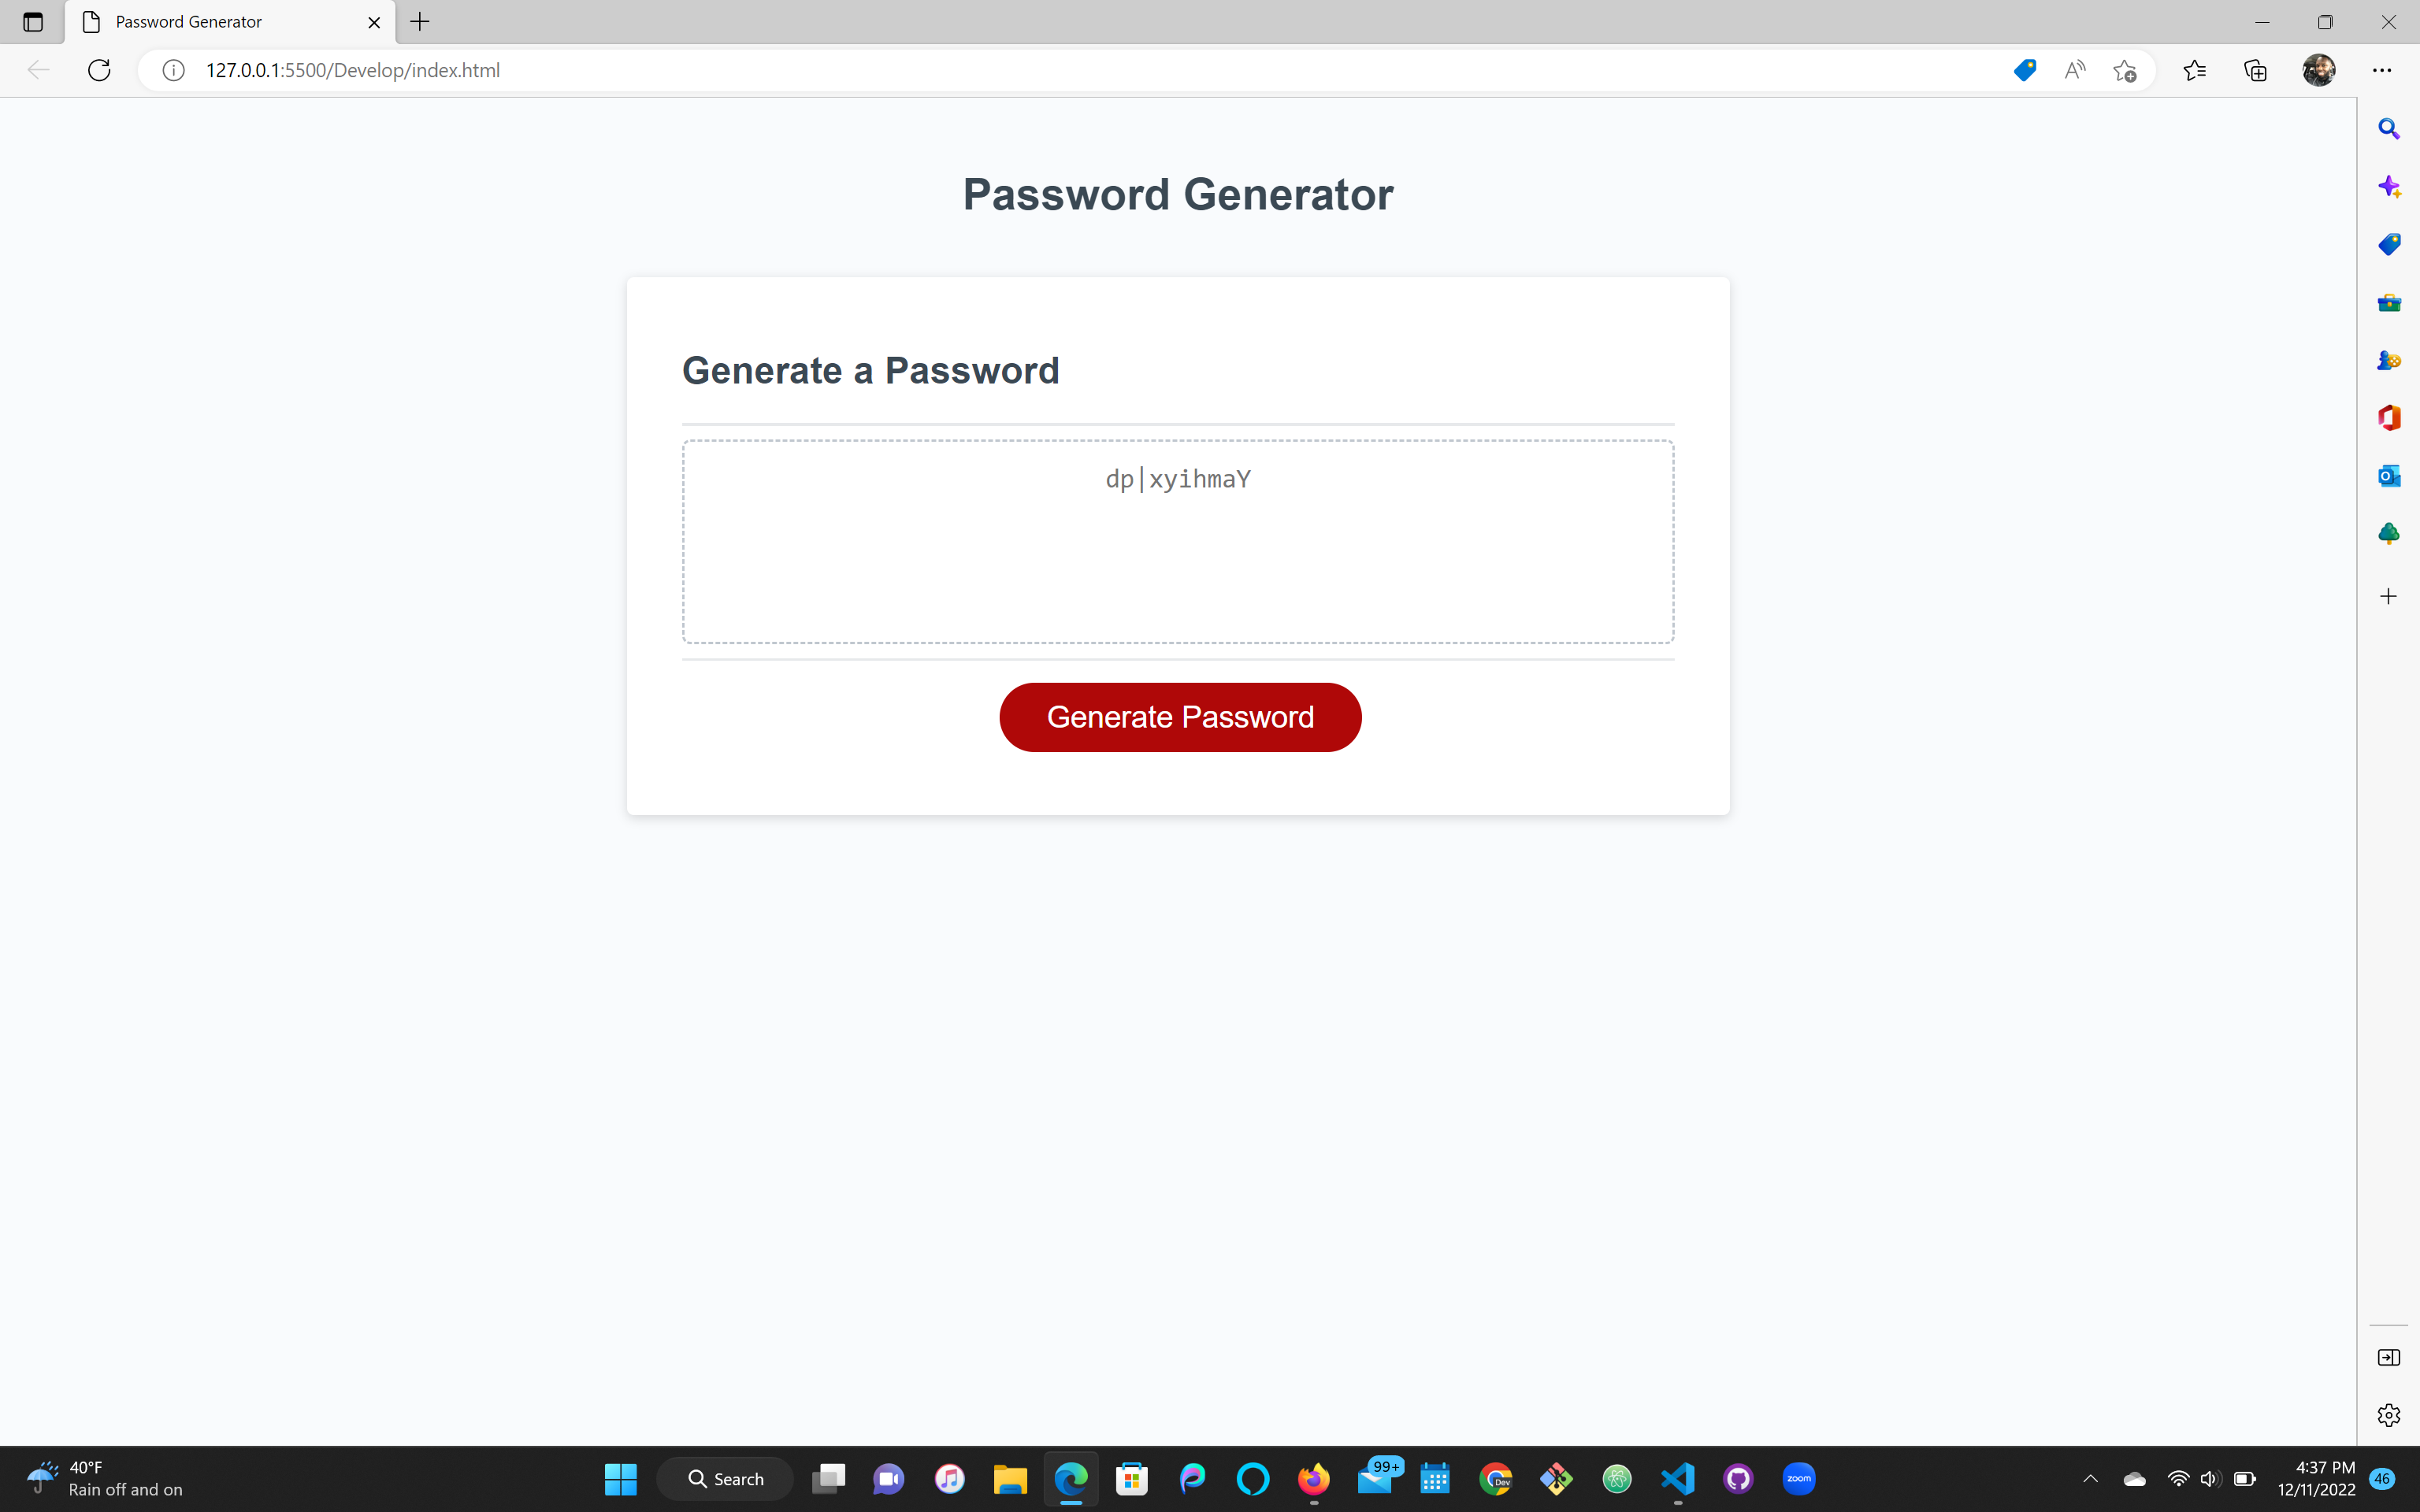 Password Generator
127.0.0.1:5500/Develop/index.html
Password Generator
Generate a Password
dp|xyihmaY
Generate Password
40°F
Rain off and on
Search
99+
Dev
zoom
4:37 PM
12/11/2022
46